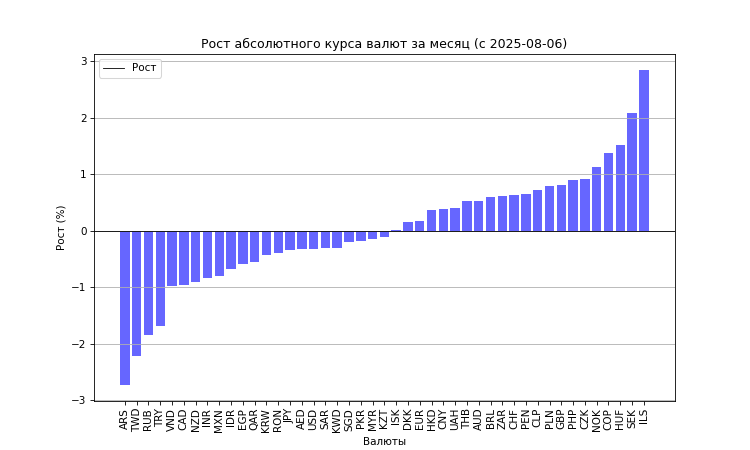 Рост абсолютного курса валют за месяц (с 2025-08-06)
Рост
3
2
1
0
−1
−2
−3
Рост (%)
ARS
TWD
RUB
TRY
VND
CAD
NZD
INR
MXN
IDR
EGP
QAR
KRW
RON
JPY
AED
USD
SAR
KWD
SGD
PKR
MYR
KZT
ISK
DKK
EUR
HKD
CNY
UAH
THB
AUD
BRL
ZAR
CHF
PEN
CLP
PLN
GBP
PHP
CZK
NOK
COP
HUF
SEK
ILS
Валюты